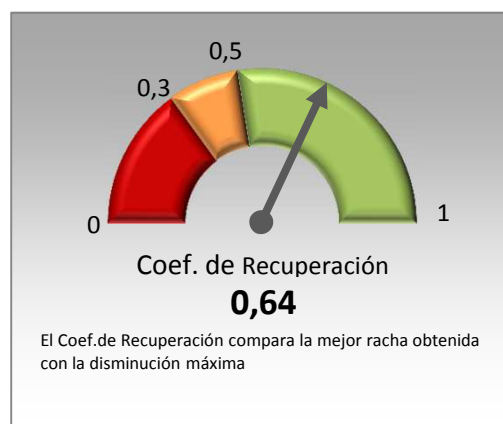 0,5
0,3
0
1
Coef. de Recuperación
0,64
El Coef.de Recuperación compara la mejor racha obtenida
con la disminución máxima